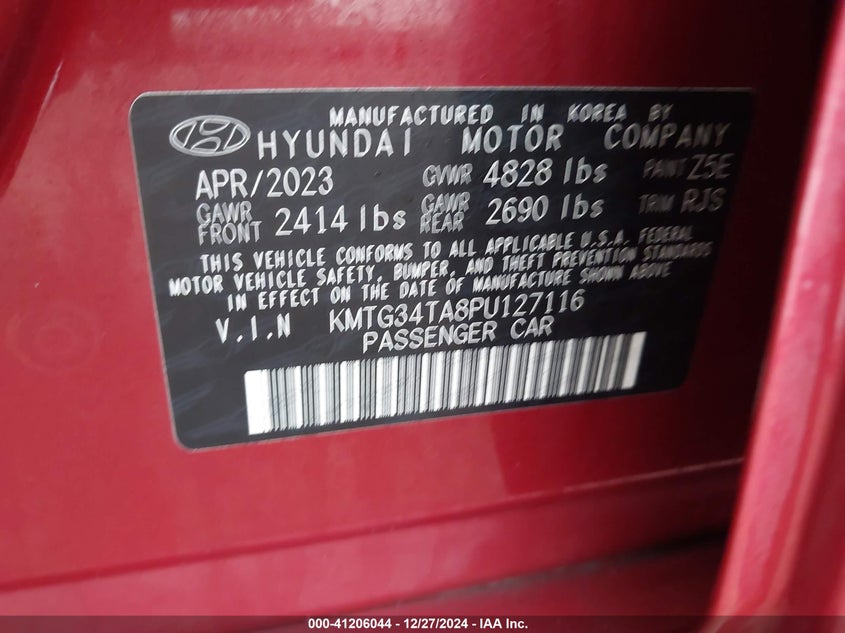 MANUFACTURED IN KOREA BY
HYUNDAI MOTOR COMPANY
APR/2023 GVWR 4828 lbs PAINT Z5E
GAWR FRONT 2414 lbs GAWR REAR 2690 lbs TRIM RJS
THIS VEHICLE CONFORMS TO ALL APPLICABLE U.S.A. FEDERAL
MOTOR VEHICLE SAFETY, BUMPER, AND THEFT PREVENTION STANDARDS
IN EFFECT ON THE DATE OF MANUFACTURE SHOWN ABOVE
V.I.N KMTG34TA8PU127116
PASSENGER CAR
000-41206044 - 12/27/2024 - IAA Inc.